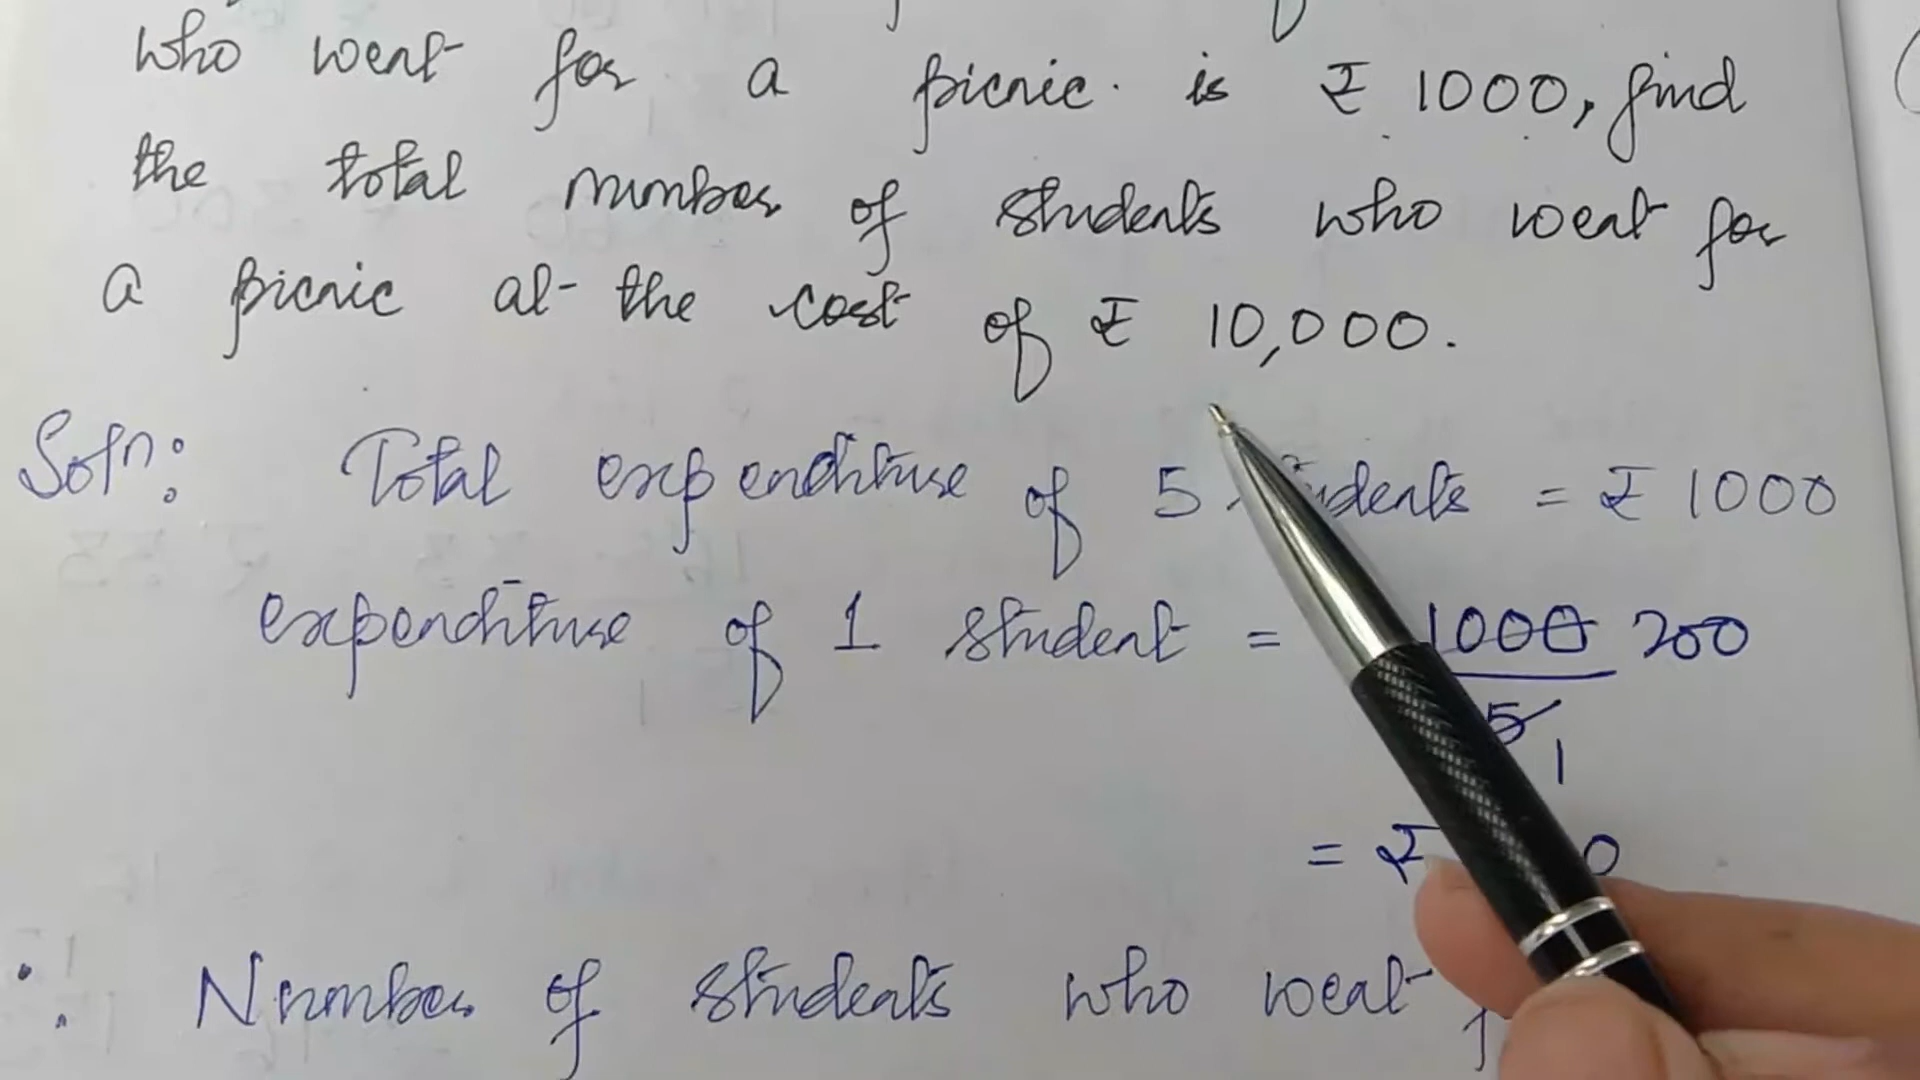 who went for a picnic. is ₹ 1000, find
the total number of students who went for
a picnic at the cost of ₹ 10,000.
Soln: Total expenditure of 5 students = ₹ 1000
expenditure of 1 student = 1000 200
5
1
= ₹
∴ Number of students who went